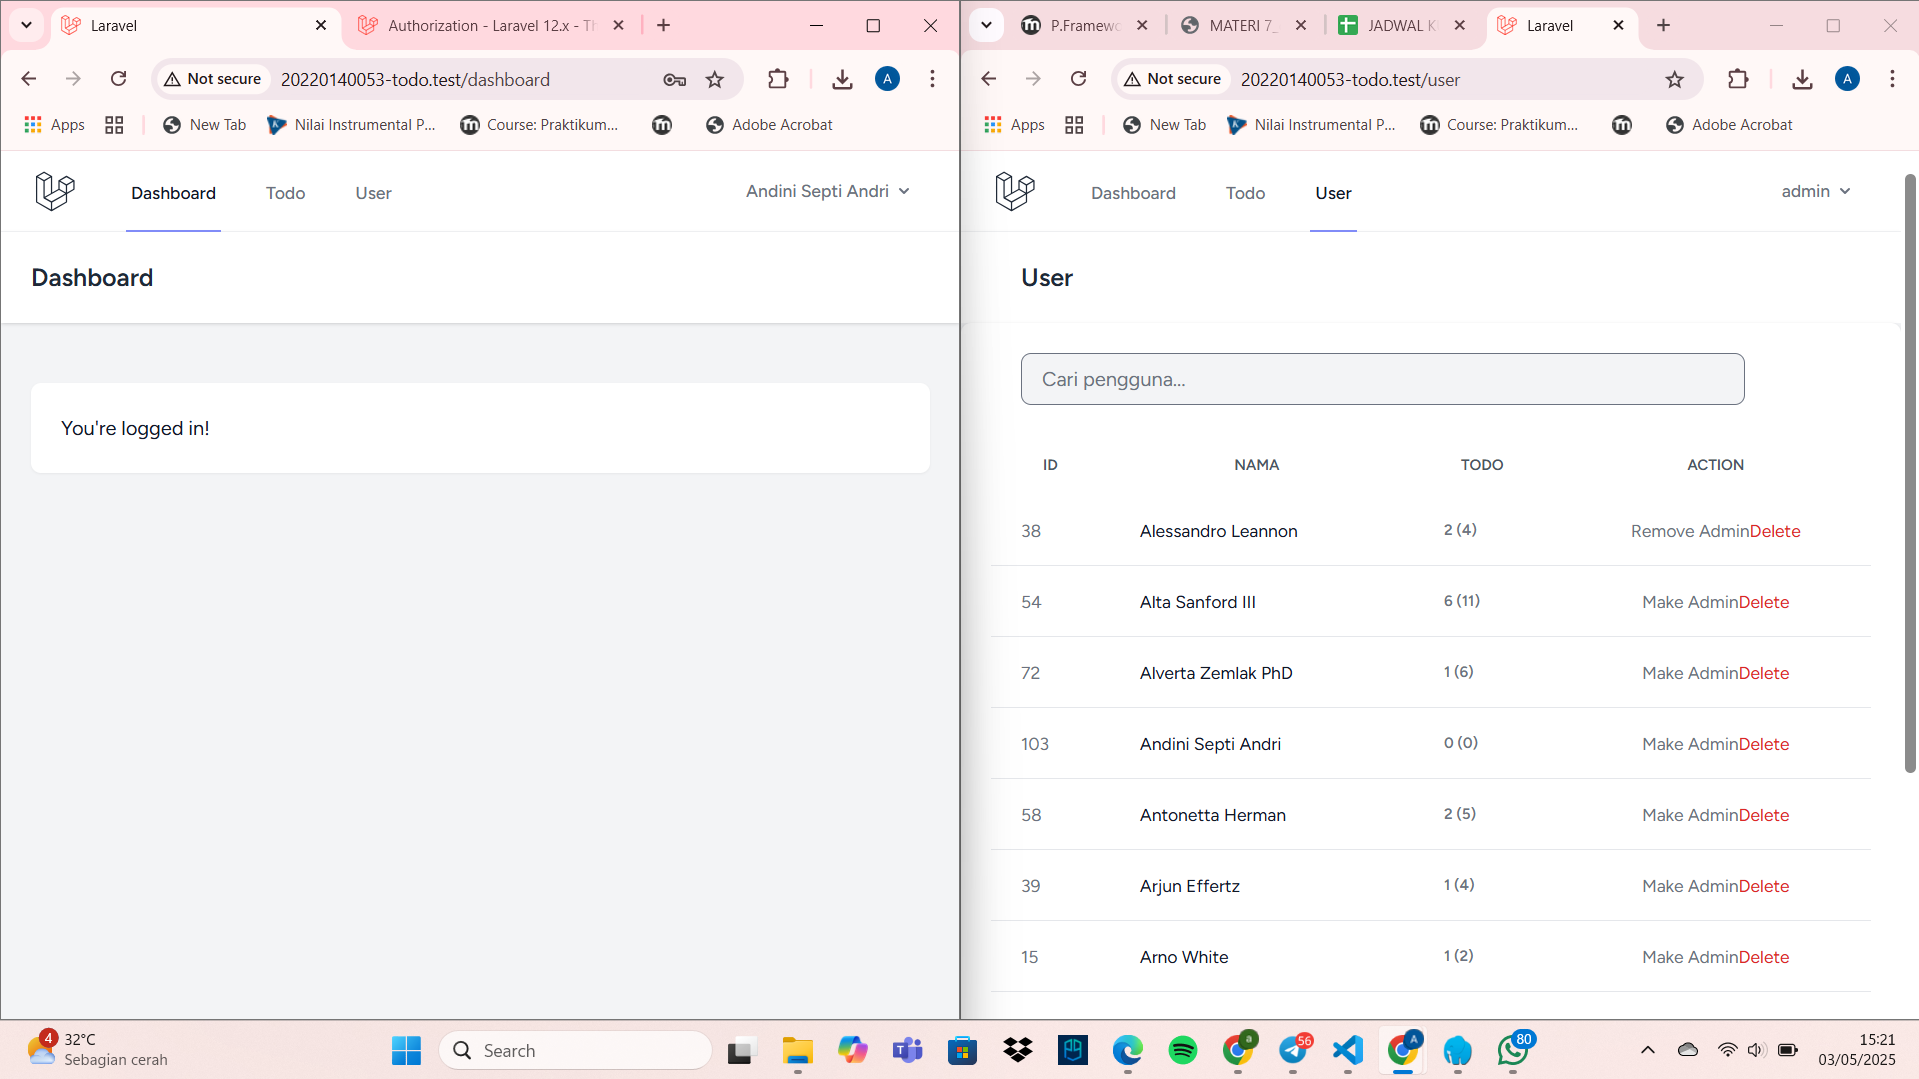 Laravel
Authorization - Laravel 12.x - Th
Not secure
20220140053-todo.test/dashboard
A
Apps
New Tab
Nilai Instrumental P...
Course: Praktikum...
Adobe Acrobat
Dashboard
Todo
User
Andini Septi Andri
Dashboard
You're logged in!
P.Framewo
MATERI 7_
JADWAL K
Laravel
Not secure
20220140053-todo.test/user
A
Apps
New Tab
Nilai Instrumental P...
Course: Praktikum...
Adobe Acrobat
Dashboard
Todo
User
admin
User
Cari pengguna...
ID NAMA TODO ACTION
38 Alessandro Leannon 2 (4) Remove AdminDelete
54 Alta Sanford III 6 (11) Make AdminDelete
72 Alverta Zemlak PhD 1 (6) Make AdminDelete
103 Andini Septi Andri 0 (0) Make AdminDelete
58 Antonetta Herman 2 (5) Make AdminDelete
39 Arjun Effertz 1 (4) Make AdminDelete
15 Arno White 1 (2) Make AdminDelete
4
32°C
Sebagian cerah
Search
a
56
A
80
15:21
03/05/2025